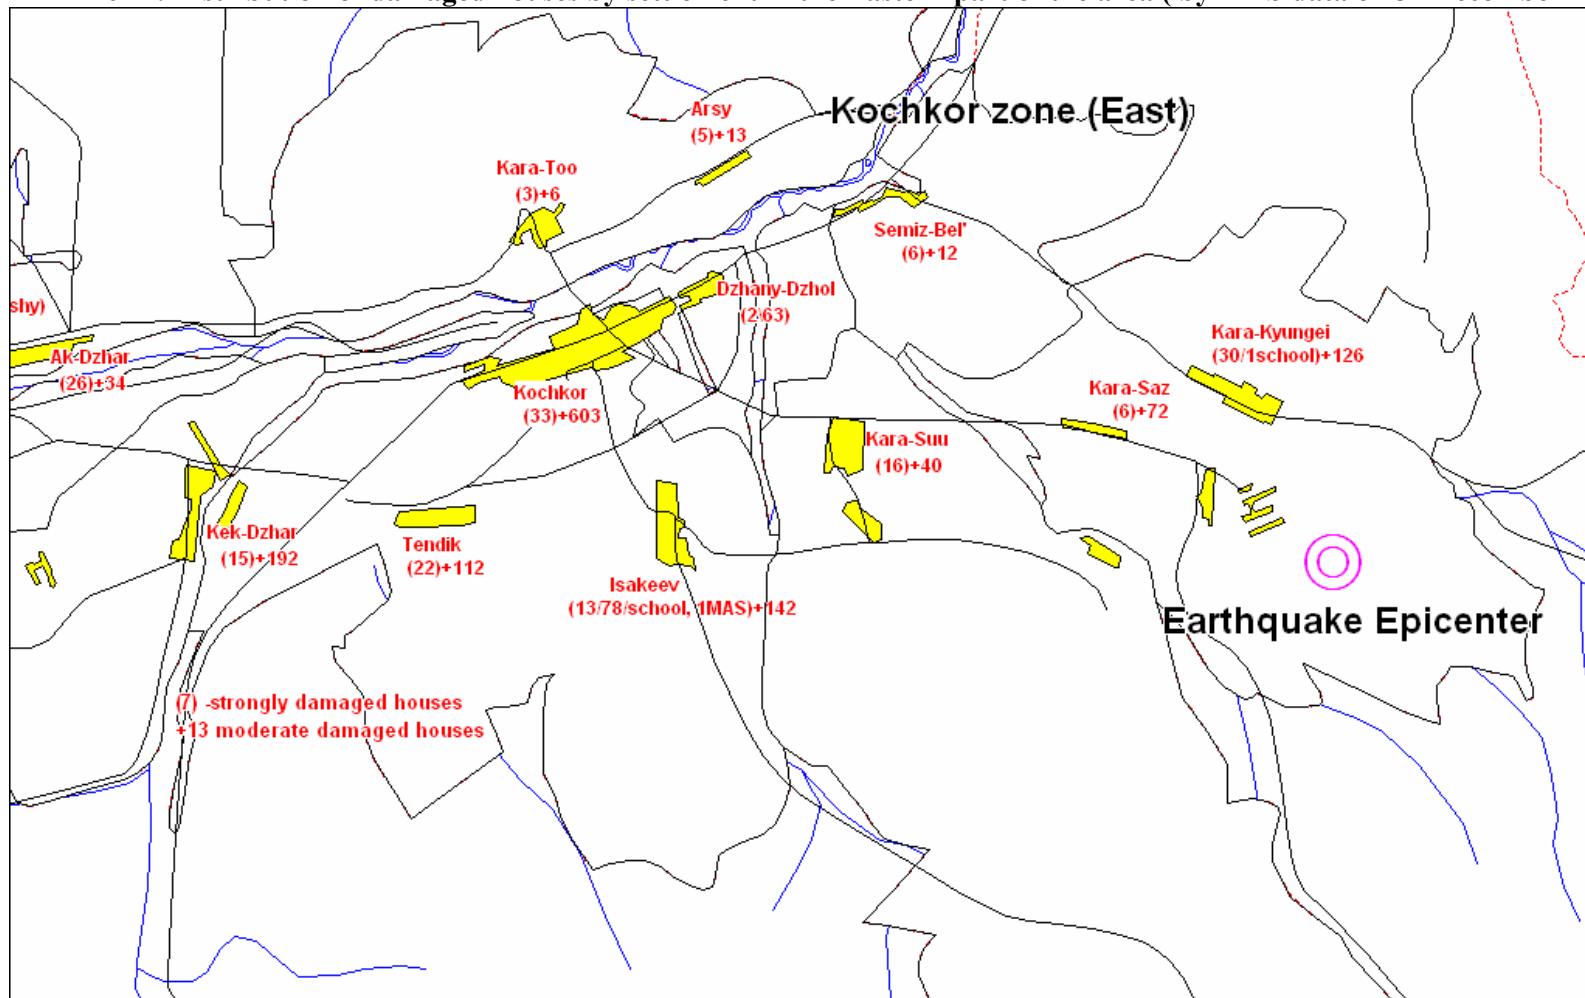 Arsy
(5)+13
Kochkor zone (East)
Kara-Too
(3)+6
Semiz-Bel'
(6)+12
Dzhany-Dzhol
(2\63)
shy)
Ak-Dzhar
(26)+34
Kara-Kyungei
(30/1school)+126
Kochkor
(33)+603
Kara-Saz
(6)+72
Kara-Suu
(16)+40
Kek-Dzhar
(15)+192
Tendik
(22)+112
Isakeev
(13/78/school, 1MAS)+142
Earthquake Epicenter
(7) -strongly damaged houses
+13 moderate damaged houses